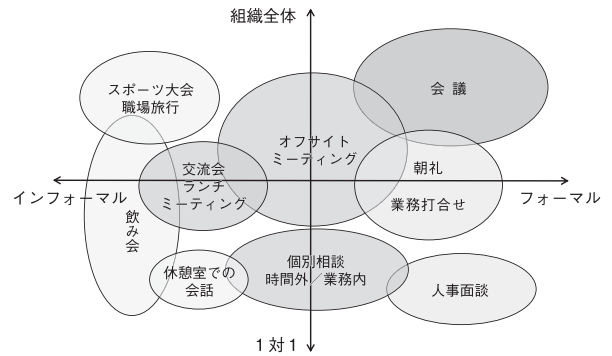 組織全体
スポーツ大会
職場旅行
会 議
オフサイト
ミーティング
交流会
ランチ
ミーティング
朝礼
業務打合せ
インフォーマル
フォーマル
飲み会
休憩室での
会話
個別相談
時間外／業務内
人事面談
1対1